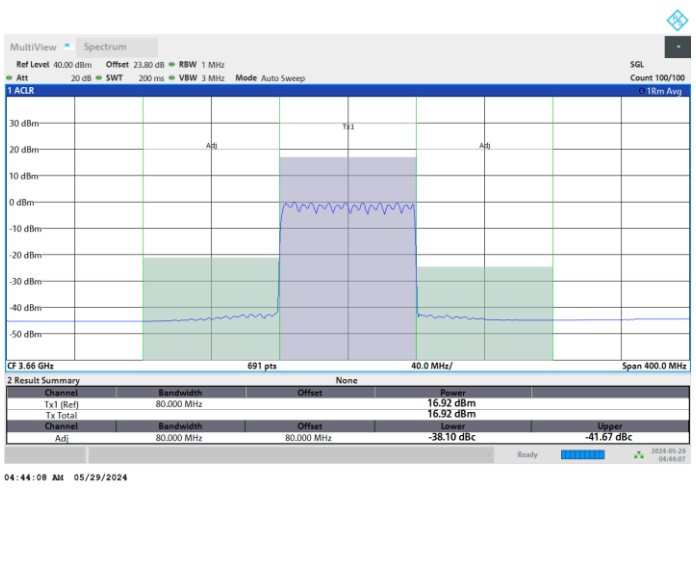 MultiView Spectrum
Ref Level 40.00 dBm Offset 23.80 dB RBW 1 MHz SGL
Att 20 dB SWT 200 ms VBW 3 MHz Mode Auto Sweep Count 100/100
1 ACLR 1Rm Avg
30 dBm
Tx1
20 dBm Adj Adj
10 dBm
0 dBm
-10 dBm
-20 dBm
-30 dBm
-40 dBm
-50 dBm
CF 3.66 GHz 691 pts 40.0 MHz/ Span 400.0 MHz
2 Result Summary None
Channel Bandwidth Offset Power
Tx1 (Ref) 80.000 MHz 16.92 dBm
Tx Total 16.92 dBm
Channel Bandwidth Offset Lower Upper
Adj 80.000 MHz 80.000 MHz -38.10 dBc -41.67 dBc
Ready 2024-05-29
04:44:07
04:44:08 AM 05/29/2024